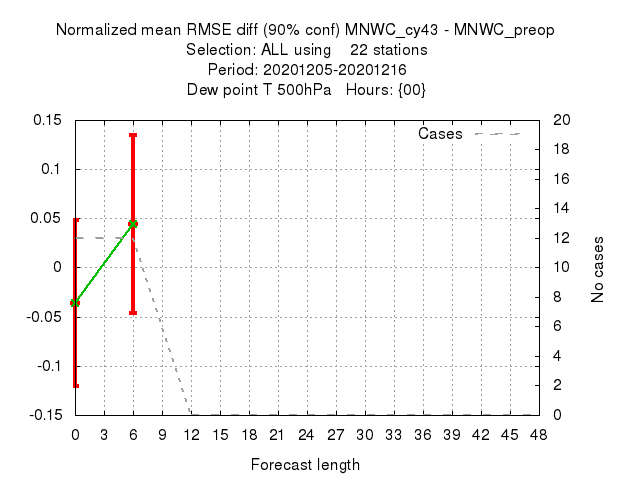 Normalized mean RMSE diff (90% conf) MNWC_cy43 - MNWC_preop
Selection: ALL using 22 stations
Period: 20201205-20201216
Dew point T 500hPa Hours: {00}
Cases
0.15
0.1
0.05
0
-0.05
-0.1
-0.15
20
18
16
14
12
10
8
6
4
2
0
No cases
0 3 6 9 12 15 18 21 24 27 30 33 36 39 42 45 48
Forecast length